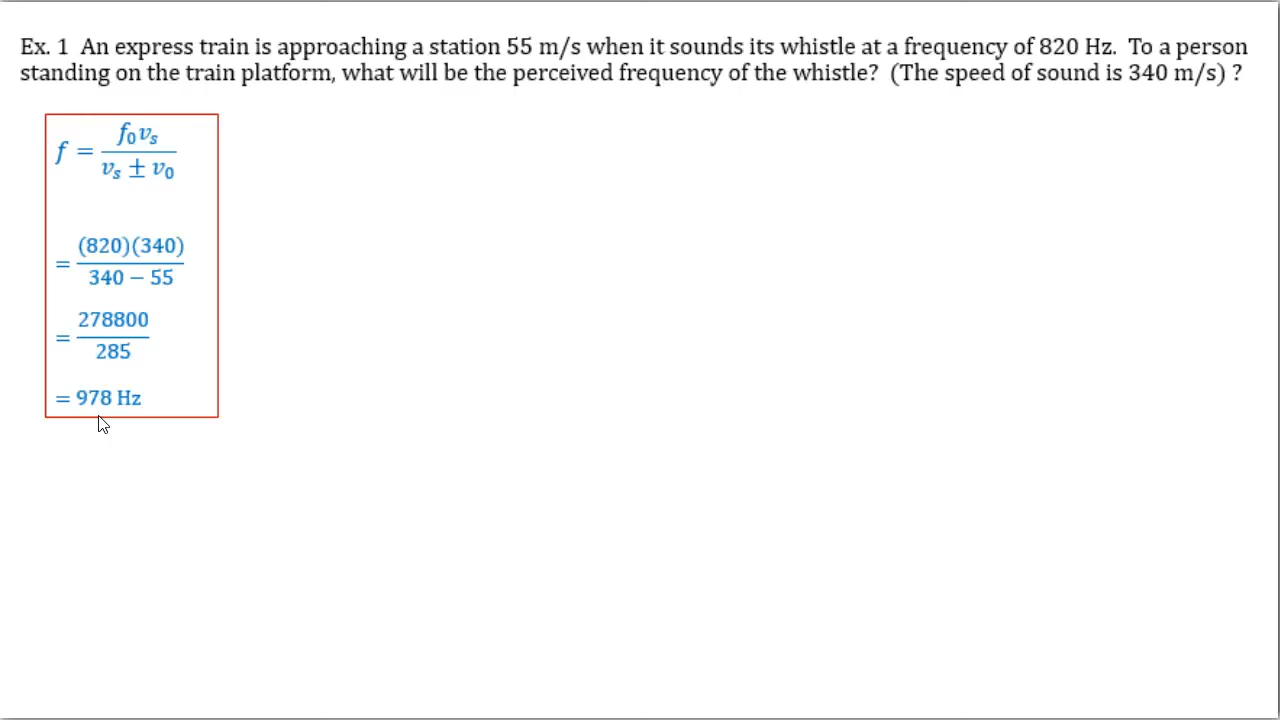 Ex. 1  An express train is approaching a station 55 m/s when it sounds its whistle at a frequency of 820 Hz.  To a person
standing on the train platform, what will be the perceived frequency of the whistle?  (The speed of sound is 340 m/s) ?
f = f₀vₛ / vₛ ± v₀
= (820)(340) / 340 − 55
= 278800 / 285
= 978 Hz